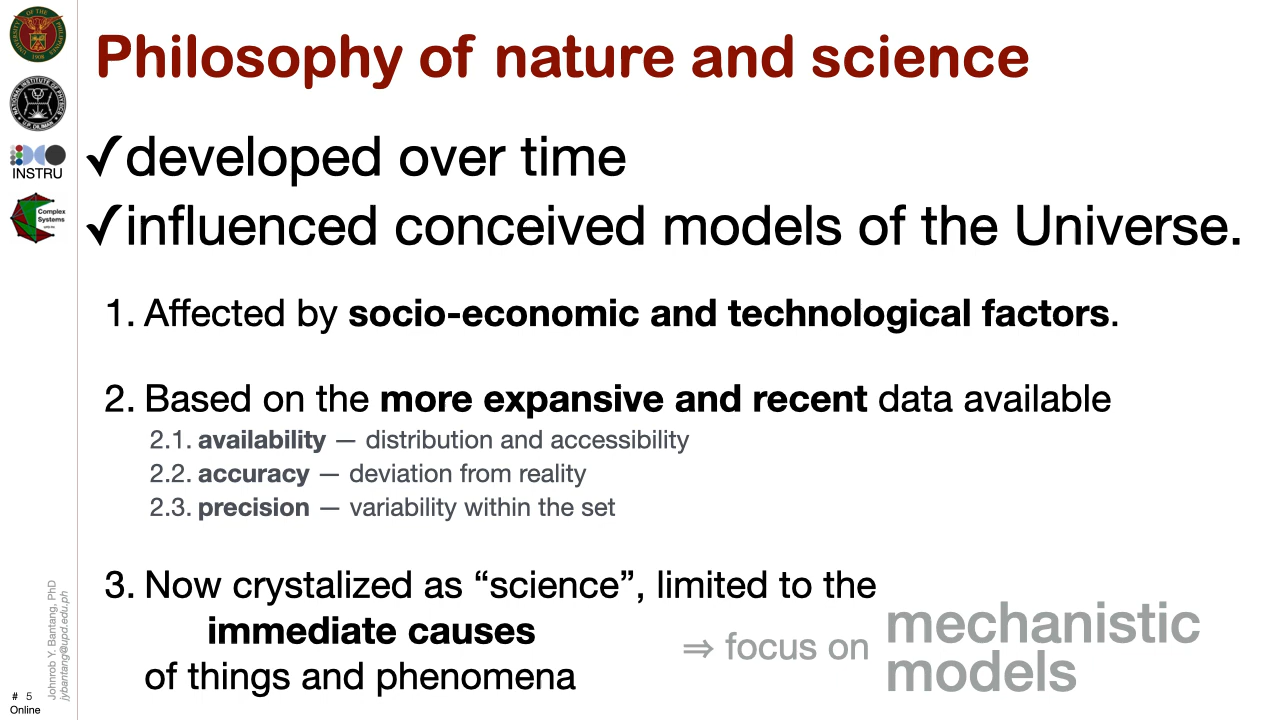 Philosophy of nature and science
✓developed over time
✓influenced conceived models of the Universe.
1. Affected by socio-economic and technological factors.
2. Based on the more expansive and recent data available
2.1. availability — distribution and accessibility
2.2. accuracy — deviation from reality
2.3. precision — variability within the set
3. Now crystalized as “science”, limited to the
immediate causes
of things and phenomena
⇒ focus on mechanistic
models
INSTRU
Complex
Systems
Johnrob Y. Bantang, PhD
jybantang@upd.edu.ph
# 5
Online